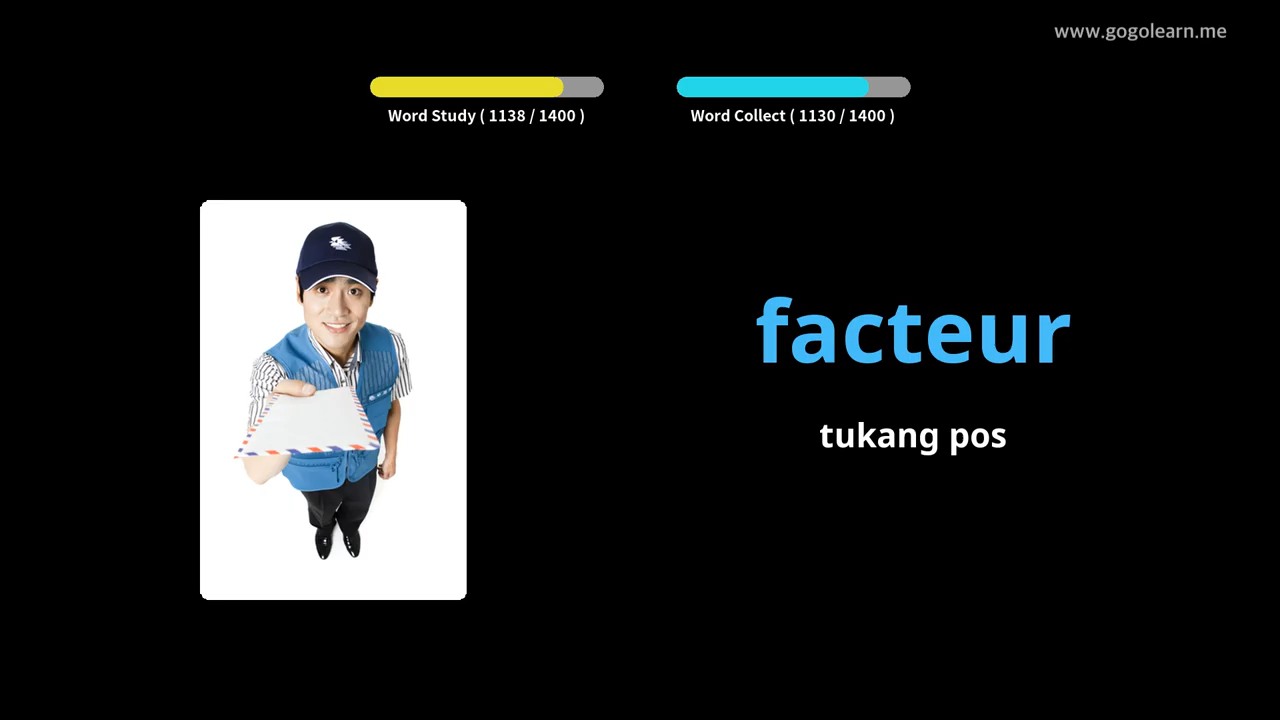 www.gogolearn.me
Word Study ( 1138 / 1400 )
Word Collect ( 1130 / 1400 )
facteur
tukang pos